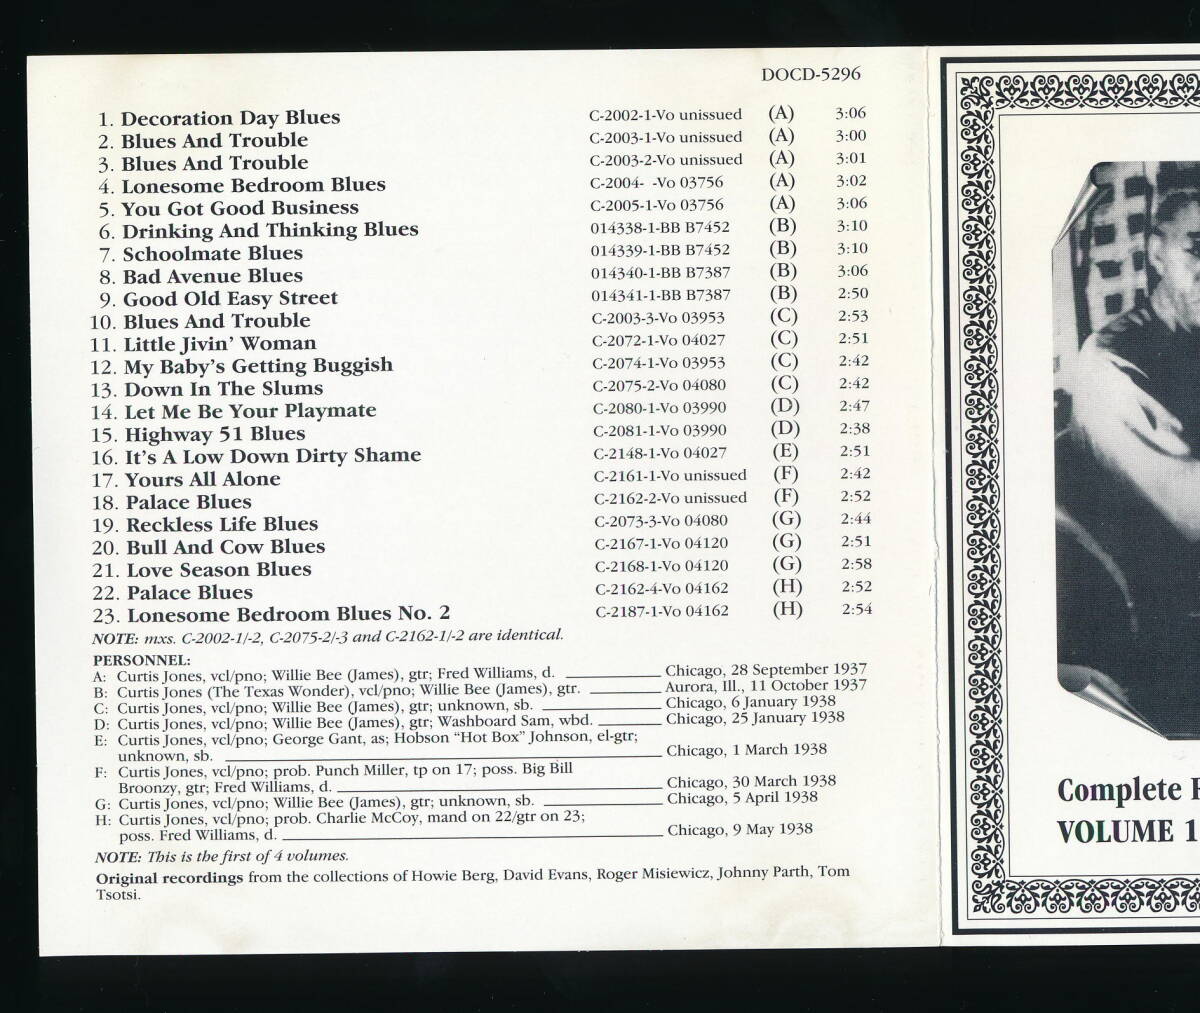 DOCD-5296
1. Decoration Day Blues C-2002-1-Vo unissued (A) 3:06
2. Blues And Trouble C-2003-1-Vo unissued (A) 3:00
3. Blues And Trouble C-2003-2-Vo unissued (A) 3:01
4. Lonesome Bedroom Blues C-2004- -Vo 03756 (A) 3:02
5. You Got Good Business C-2005-1-Vo 03756 (A) 3:06
6. Drinking And Thinking Blues 014338-1-BB B7452 (B) 3:10
7. Schoolmate Blues 014339-1-BB B7452 (B) 3:10
8. Bad Avenue Blues 014340-1-BB B7387 (B) 3:06
9. Good Old Easy Street 014341-1-BB B7387 (B) 2:50
10. Blues And Trouble C-2003-3-Vo 03953 (C) 2:53
11. Little Jivin' Woman C-2072-1-Vo 04027 (C) 2:51
12. My Baby's Getting Buggish C-2074-1-Vo 03953 (C) 2:42
13. Down In The Slums C-2075-2-Vo 04080 (C) 2:42
14. Let Me Be Your Playmate C-2080-1-Vo 03990 (D) 2:47
15. Highway 51 Blues C-2081-1-Vo 03990 (D) 2:38
16. It's A Low Down Dirty Shame C-2148-1-Vo 04027 (E) 2:51
17. Yours All Alone C-2161-1-Vo unissued (F) 2:42
18. Palace Blues C-2162-2-Vo unissued (F) 2:52
19. Reckless Life Blues C-2073-3-Vo 04080 (G) 2:44
20. Bull And Cow Blues C-2167-1-Vo 04120 (G) 2:51
21. Love Season Blues C-2168-1-Vo 04120 (G) 2:58
22. Palace Blues C-2162-4-Vo 04162 (H) 2:52
23. Lonesome Bedroom Blues No. 2 C-2187-1-Vo 04162 (H) 2:54
NOTE: mxs. C-2002-1/-2, C-2075-2/-3 and C-2162-1/-2 are identical.
PERSONNEL:
A: Curtis Jones, vcl/pno; Willie Bee (James), gtr; Fred Williams, d. Chicago, 28 September 1937
B: Curtis Jones (The Texas Wonder), vcl/pno; Willie Bee (James), gtr. Aurora, Ill., 11 October 1937
C: Curtis Jones, vcl/pno; Willie Bee (James), gtr; unknown, sb. Chicago, 6 January 1938
D: Curtis Jones, vcl/pno; Willie Bee (James), gtr; Washboard Sam, wbd. Chicago, 25 January 1938
E: Curtis Jones, vcl/pno; George Gant, as; Hobson "Hot Box" Johnson, el-gtr;
unknown, sb. Chicago, 1 March 1938
F: Curtis Jones, vcl/pno; prob. Punch Miller, tp on 17; poss. Big Bill
Broonzy, gtr; Fred Williams, d. Chicago, 30 March 1938
G: Curtis Jones, vcl/pno; Willie Bee (James), gtr; unknown, sb. Chicago, 5 April 1938
H: Curtis Jones, vcl/pno; prob. Charlie McCoy, mand on 22/gtr on 23;
poss. Fred Williams, d. Chicago, 9 May 1938
NOTE: This is the first of 4 volumes.
Original recordings from the collections of Howie Berg, David Evans, Roger Misiewicz, Johnny Parth, Tom
Tsotsi.
Complete
VOLUME 1